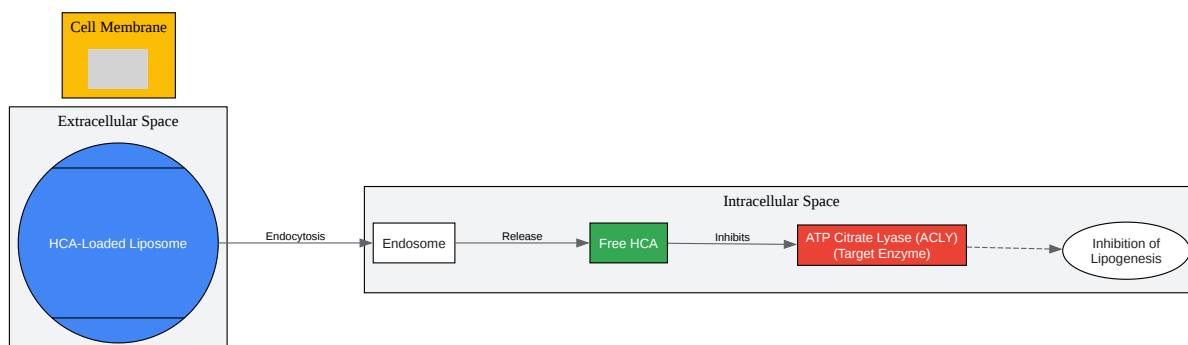 Cell Membrane
Extracellular Space
HCA-Loaded Liposome
Endocytosis
Intracellular Space
Endosome
Release
Free HCA
Inhibits
ATP Citrate Lyase (ACLY)
(Target Enzyme)
Inhibition of
Lipogenesis